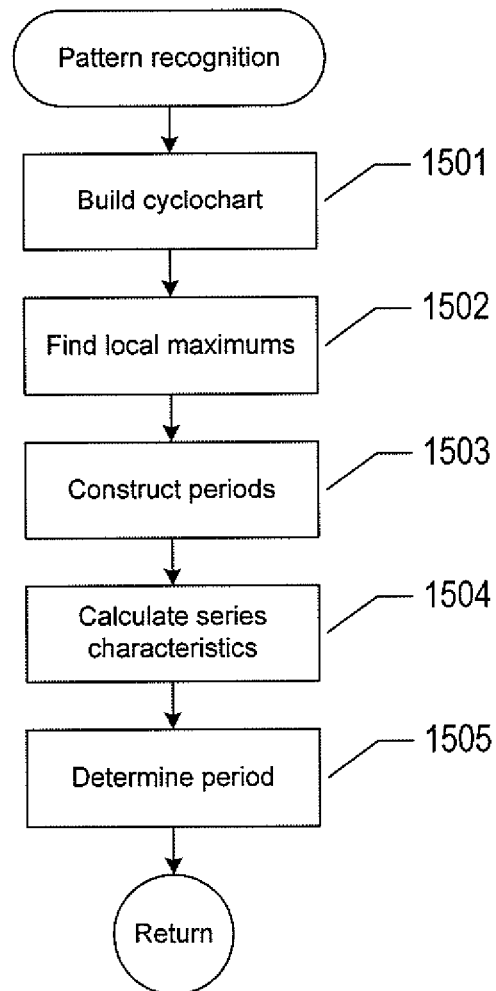 Pattern recognition
Build cyclochart
1501
Find local maximums
1502
Construct periods
1503
Calculate series
characteristics
1504
Determine period
1505
Return